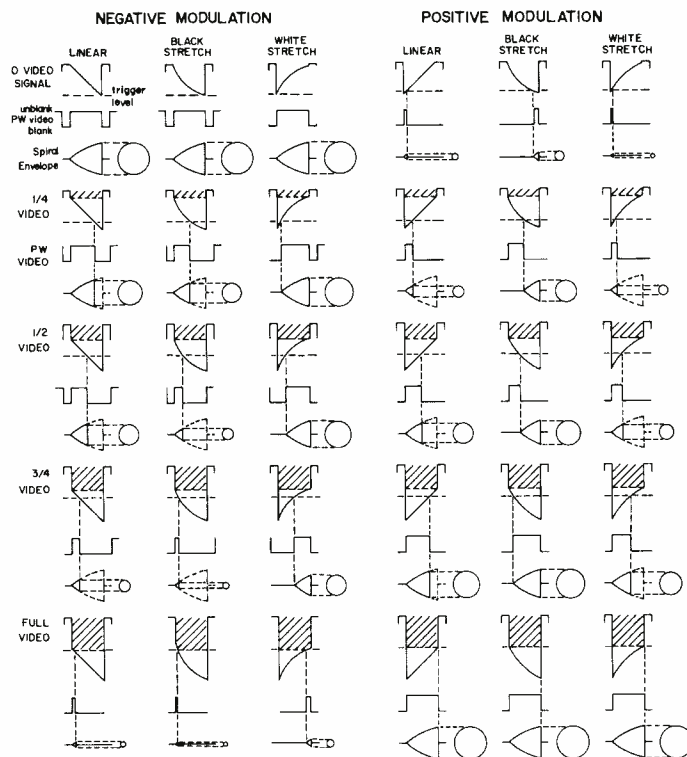 NEGATIVE MODULATION
POSITIVE MODULATION
LINEAR
BLACK STRETCH
WHITE STRETCH
LINEAR
BLACK STRETCH
WHITE STRETCH
O VIDEO SIGNAL
trigger level
unblank
PW video
blank
Spiral Envelope
1/4 VIDEO
PW VIDEO
1/2 VIDEO
3/4 VIDEO
FULL VIDEO